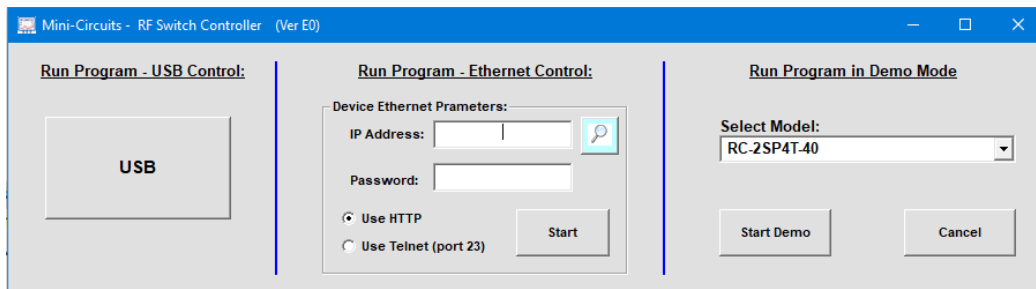 Mini-Circuits - RF Switch Controller (Ver E0)
Run Program - USB Control:
USB
Run Program - Ethernet Control:
Device Ethernet Prameters:
IP Address:
Password:
Use HTTP
Use Telnet (port 23)
Start
Run Program in Demo Mode
Select Model:
RC-2SP4T-40
Start Demo
Cancel